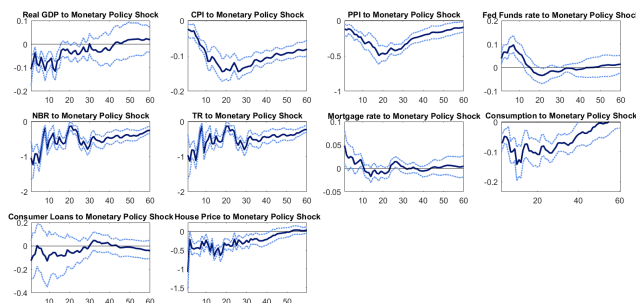 Real GDP to Monetary Policy Shock
0.1
0
-0.1
-0.2
10 20 30 40 50 60
CPI to Monetary Policy Shock
0
-0.1
-0.2
10 20 30 40 50 60
PPI to Monetary Policy Shock
0
-0.5
-1
10 20 30 40 50 60
Fed Funds rate to Monetary Policy Shock
0.2
0.1
0
-0.1
10 20 30 40 50 60
NBR to Monetary Policy Shock
0
-1
-2
10 20 30 40 50 60
TR to Monetary Policy Shock
0
-1
-2
10 20 30 40 50 60
Mortgage rate to Monetary Policy Shock
0.1
0.05
0
-0.05
10 20 30 40 50 60
Consumption to Monetary Policy Shock
0
-0.1
-0.2
20 40 60
Consumer Loans to Monetary Policy Shock
0.2
0
-0.2
-0.4
10 20 30 40 50 60
House Price to Monetary Policy Shock
0
-0.5
-1
-1.5
10 20 30 40 50